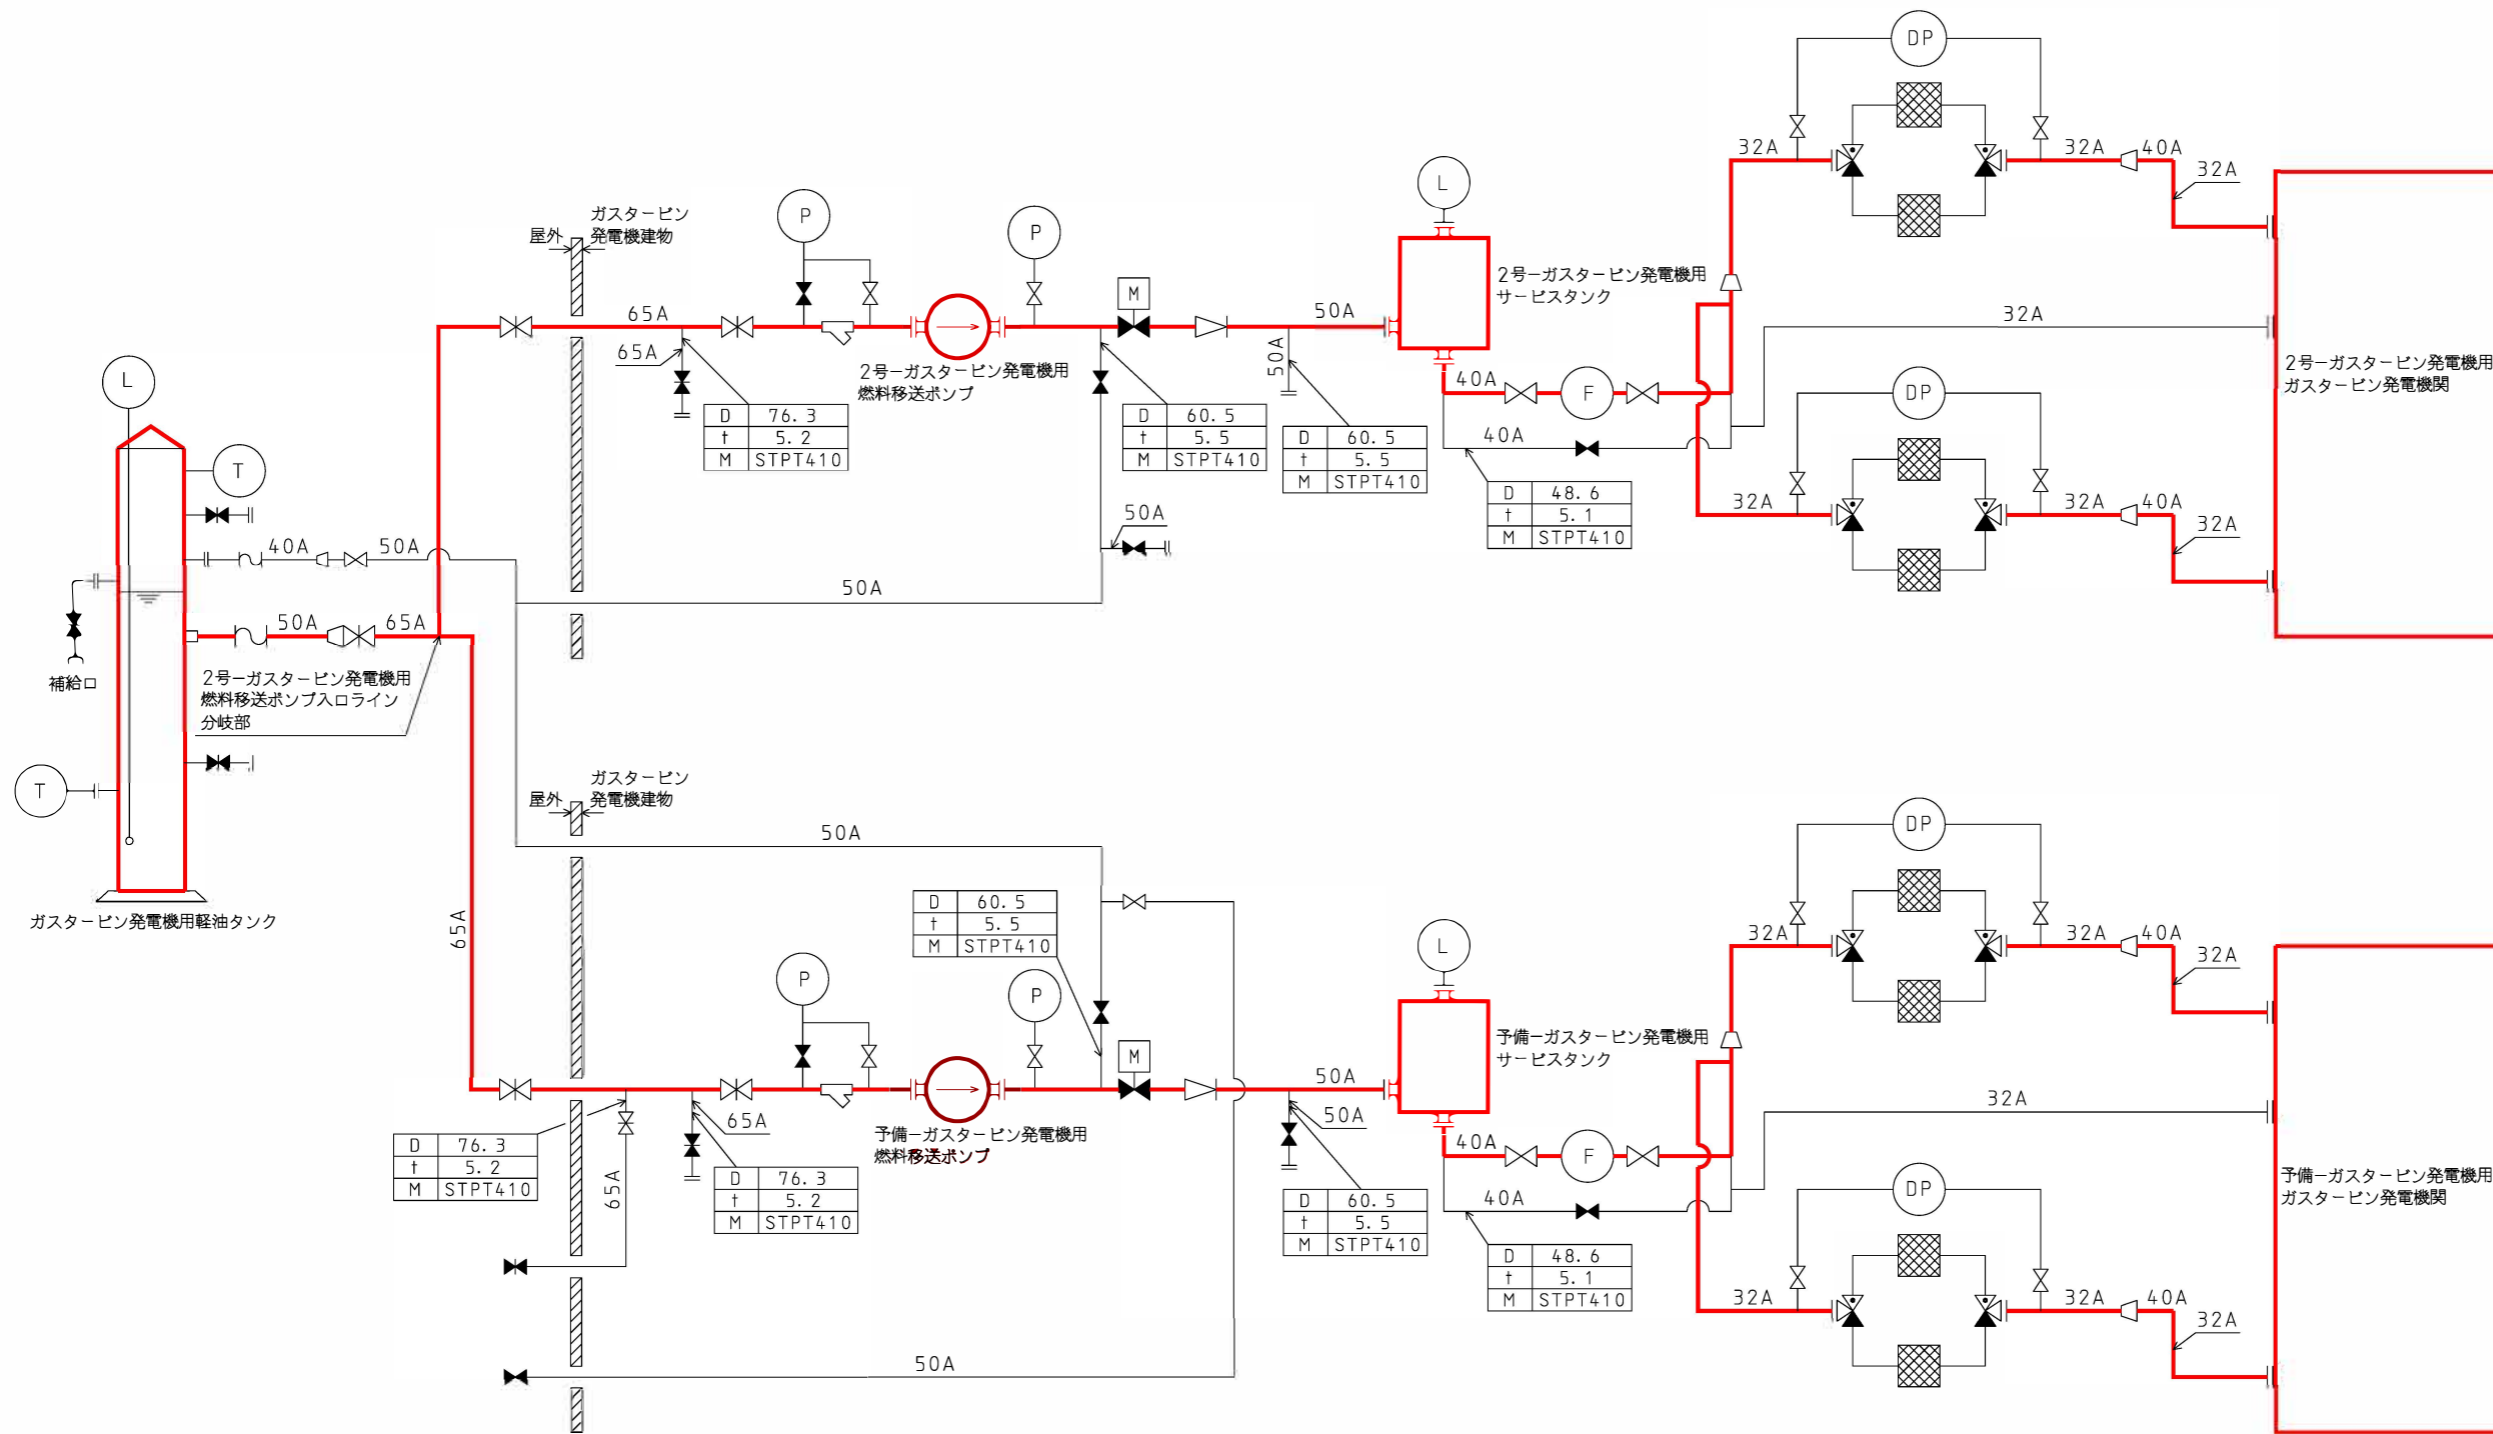 DP
32A
32A
40A
32A
L
P
P
ガスタービン
屋外
発電機建物
M
65A
50A
2号-ガスタービン発電機用
サービスタンク
32A
65A
50A
2号-ガスタービン発電機用
燃料移送ポンプ
2号-ガスタービン発電機用
ガスタービン発電機関
L
40A
F
DP
D 76.3
t 5.2
M STPT410
D 60.5
t 5.5
M STPT410
D 60.5
t 5.5
M STPT410
40A
T
D 48.6
t 5.1
M STPT410
32A
32A
40A
32A
50A
40A
50A
50A
50A
65A
補給口
2号-ガスタービン発電機用
燃料移送ポンプ入口ライン
分岐部
T
ガスタービン
屋外
発電機建物
50A
DP
D 60.5
t 5.5
M STPT410
ガスタービン発電機用軽油タンク
65A
L
32A
32A
40A
32A
P
P
M
予備-ガスタービン発電機用
サービスタンク
50A
32A
65A
50A
予備-ガスタービン発電機用
燃料移送ポンプ
D 76.3
t 5.2
M STPT410
65A
D 76.3
t 5.2
M STPT410
40A
F
DP
予備-ガスタービン発電機用
ガスタービン発電機関
D 60.5
t 5.5
M STPT410
40A
D 48.6
t 5.1
M STPT410
32A
32A
40A
32A
50A